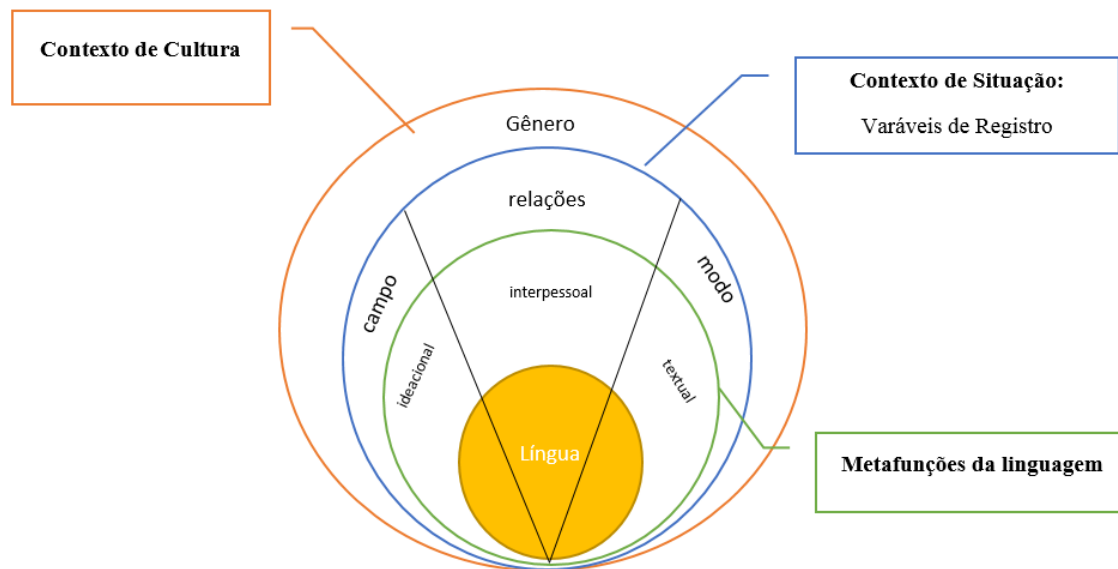 Contexto de Cultura
Contexto de Situação:
Varáveis de Registro
Gênero
relações
campo
modo
interpessoal
ideacional
textual
Língua
Metafunções da linguagem